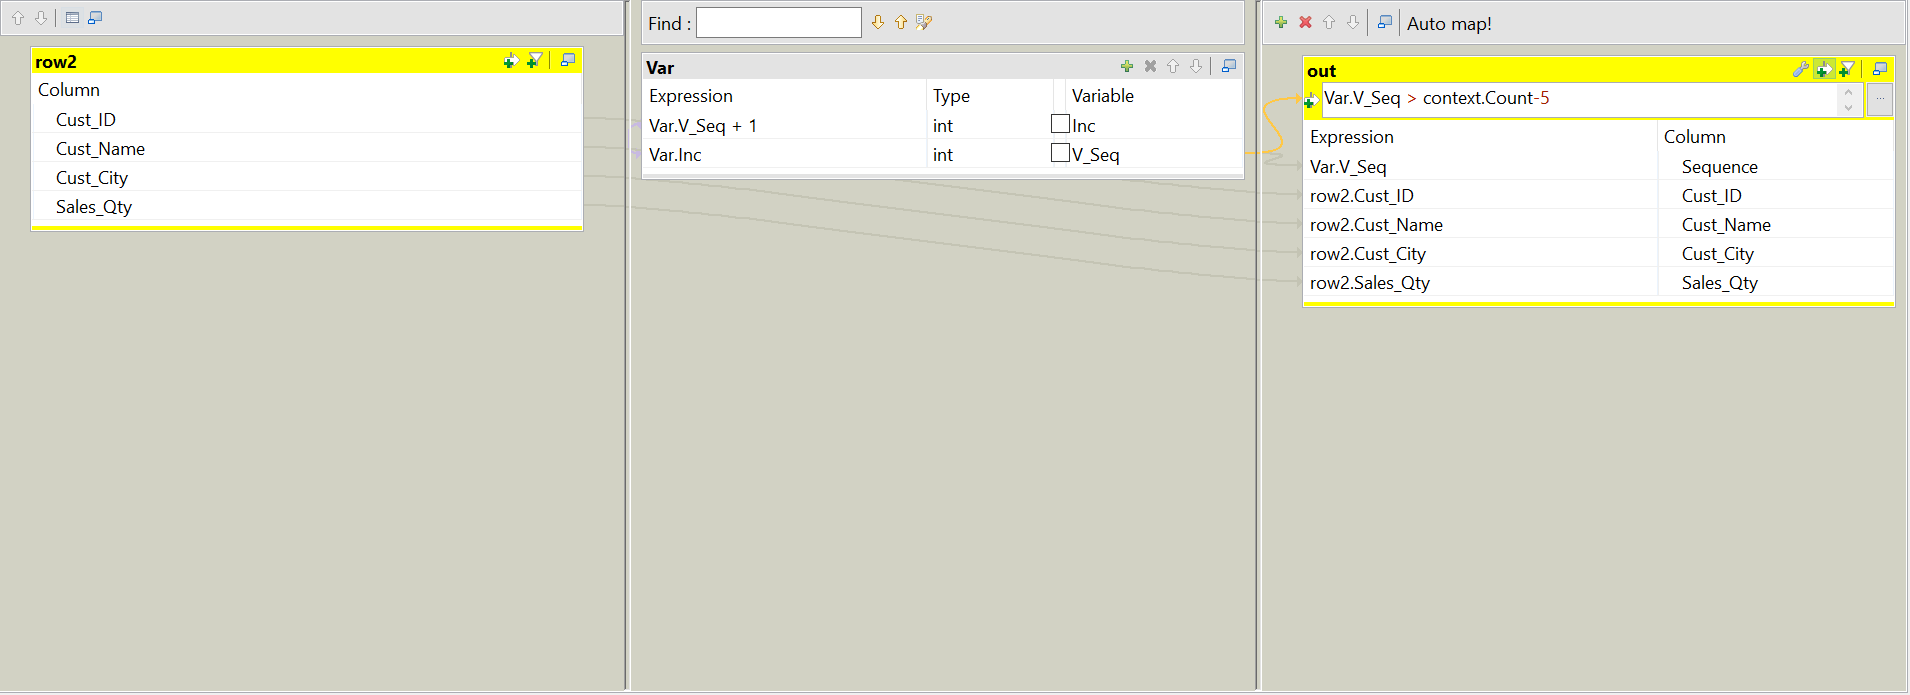 row2
Column
Cust_ID
Cust_Name
Cust_City
Sales_Qty
Find :
Var
Expression Type Variable
Var.V_Seq + 1 int Inc
Var.Inc int V_Seq
Auto map!
out
Var.V_Seq > context.Count-5 ...
Expression Column
Var.V_Seq Sequence
row2.Cust_ID Cust_ID
row2.Cust_Name Cust_Name
row2.Cust_City Cust_City
row2.Sales_Qty Sales_Qty